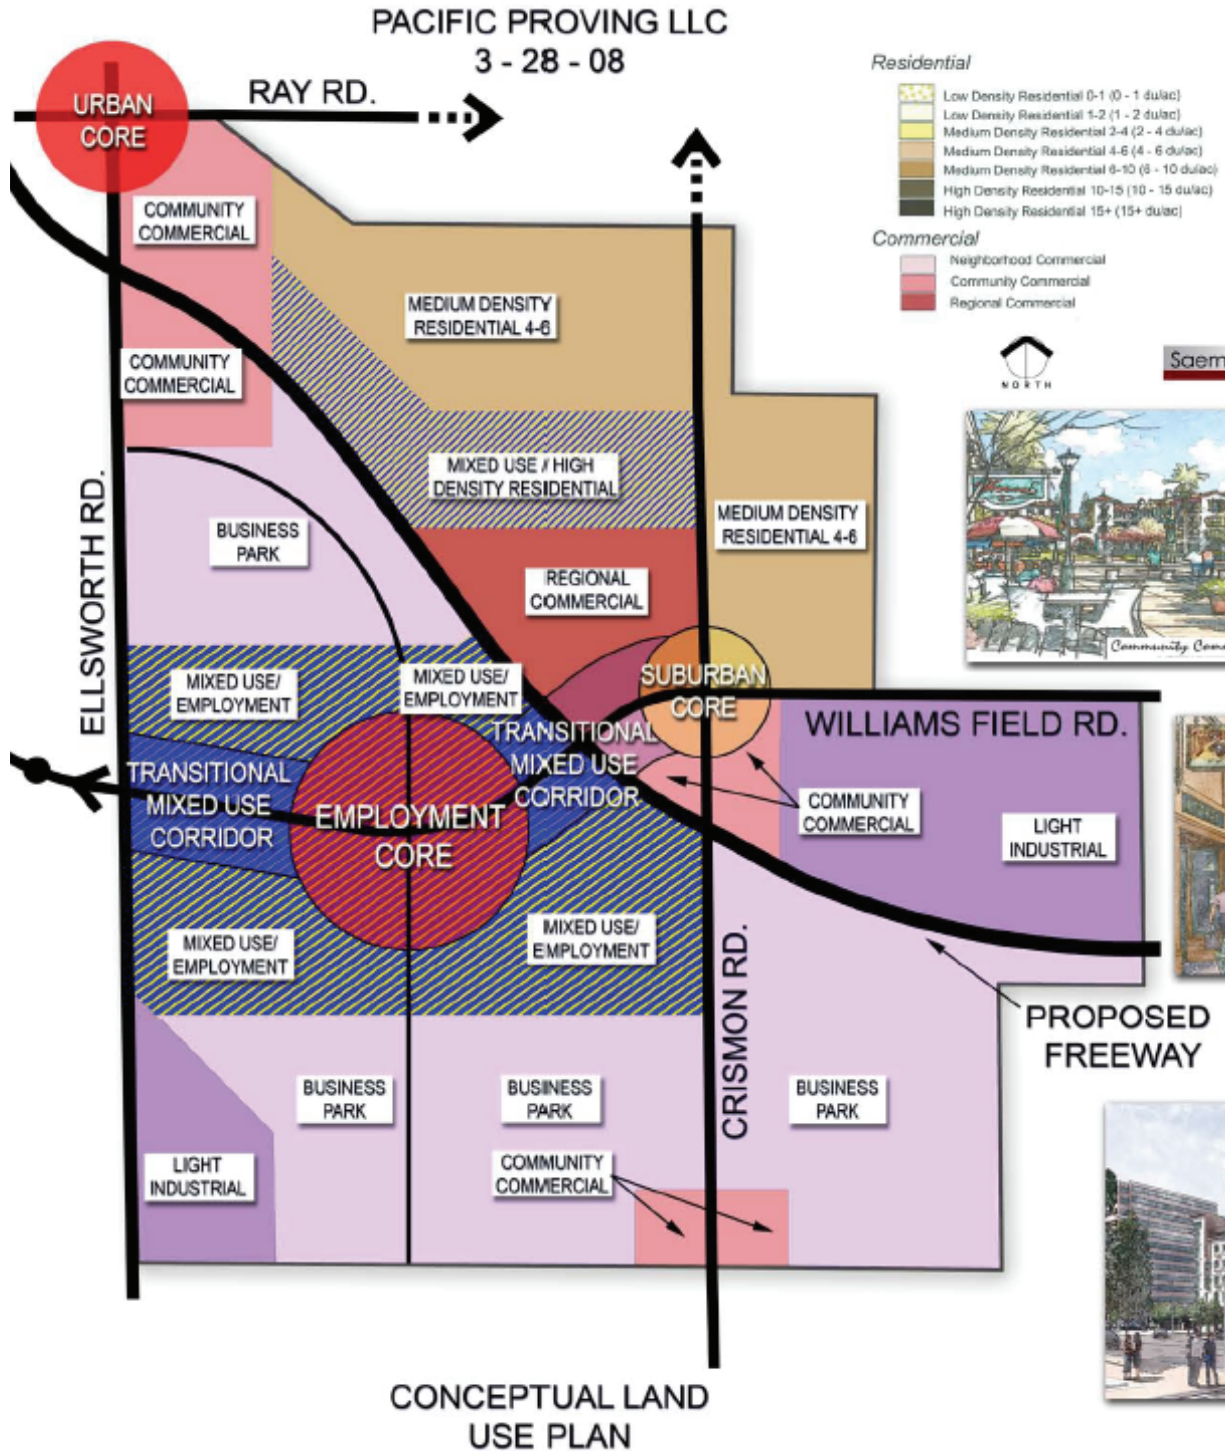 PACIFIC PROVING LLC
3 - 28 - 08
RAY RD.
URBAN
CORE
Residential
Low Density Residential 0-1 (0 - 1 du/ac)
Low Density Residential 1-2 (1 - 2 du/ac)
Medium Density Residential 2-4 (2 - 4 du/ac)
Medium Density Residential 4-6 (4 - 6 du/ac)
Medium Density Residential 6-10 (6 - 10 du/ac)
High Density Residential 10-15 (10 - 15 du/ac)
High Density Residential 15+ (15+ du/ac)
Commercial
Neighborhood Commercial
Community Commercial
Regional Commercial
NORTH
Saem
COMMUNITY
COMMERCIAL
MEDIUM DENSITY
RESIDENTIAL 4-6
COMMUNITY
COMMERCIAL
MIXED USE / HIGH
DENSITY RESIDENTIAL
ELLSWORTH RD.
BUSINESS
PARK
MEDIUM DENSITY
RESIDENTIAL 4-6
REGIONAL
COMMERCIAL
Community Com
MIXED USE/
EMPLOYMENT
MIXED USE/
EMPLOYMENT
SUBURBAN
CORE
WILLIAMS FIELD RD.
TRANSITIONAL
MIXED USE
CORRIDOR
TRANSITIONAL
MIXED USE
CORRIDOR
EMPLOYMENT
CORE
COMMUNITY
COMMERCIAL
LIGHT
INDUSTRIAL
MIXED USE/
EMPLOYMENT
MIXED USE/
EMPLOYMENT
CRISMON RD.
PROPOSED
FREEWAY
BUSINESS
PARK
BUSINESS
PARK
BUSINESS
PARK
LIGHT
INDUSTRIAL
COMMUNITY
COMMERCIAL
CONCEPTUAL LAND
USE PLAN